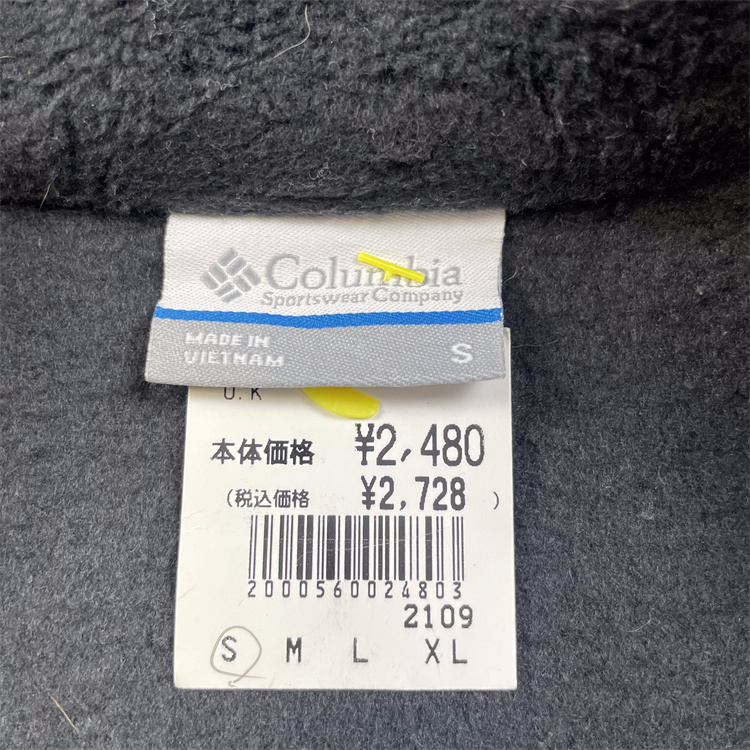 Columbia
Sportswear Company
MADE IN
VIETNAM
S
U.K
本体価格 ¥2,480
(税込価格 ¥2,728 )
2000560024803
2109
S M L XL